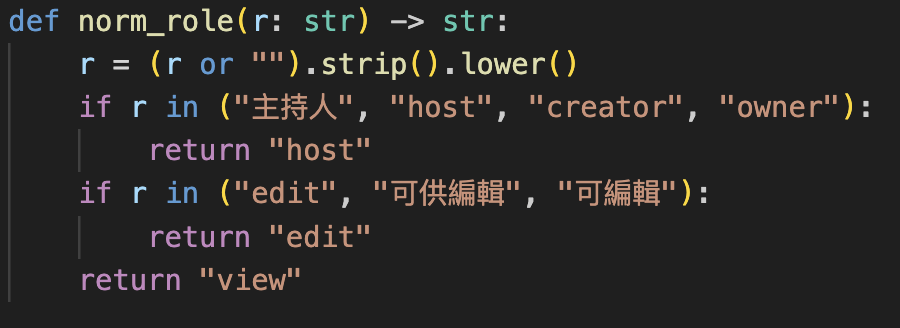 def norm_role(r: str) -> str:
    r = (r or "").strip().lower()
    if r in ("主持人", "host", "creator", "owner"):
        return "host"
    if r in ("edit", "可供編輯", "可編輯"):
        return "edit"
    return "view"